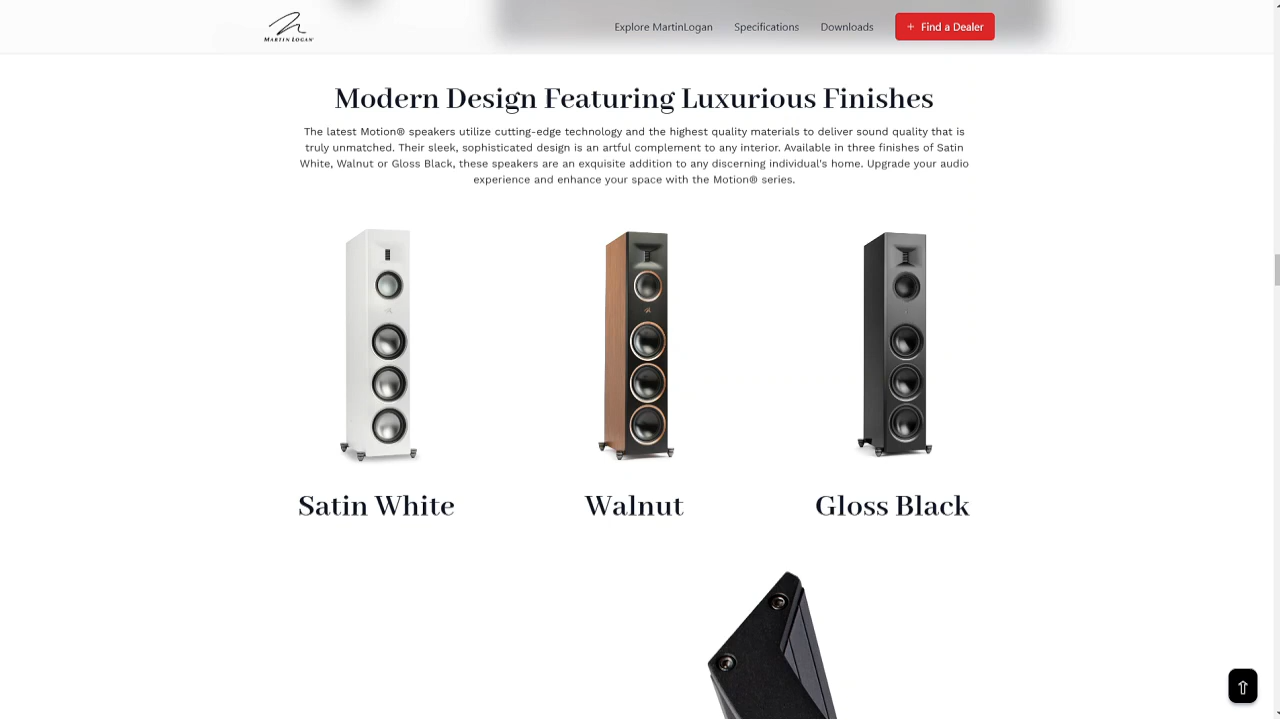 MARTIN LOGAN
Explore MartinLogan
Specifications
Downloads
+ Find a Dealer
Modern Design Featuring Luxurious Finishes
The latest Motion® speakers utilize cutting-edge technology and the highest quality materials to deliver sound quality that is
truly unmatched. Their sleek, sophisticated design is an artful complement to any interior. Available in three finishes of Satin
White, Walnut or Gloss Black, these speakers are an exquisite addition to any discerning individual's home. Upgrade your audio
experience and enhance your space with the Motion® series.
Satin White
Walnut
Gloss Black